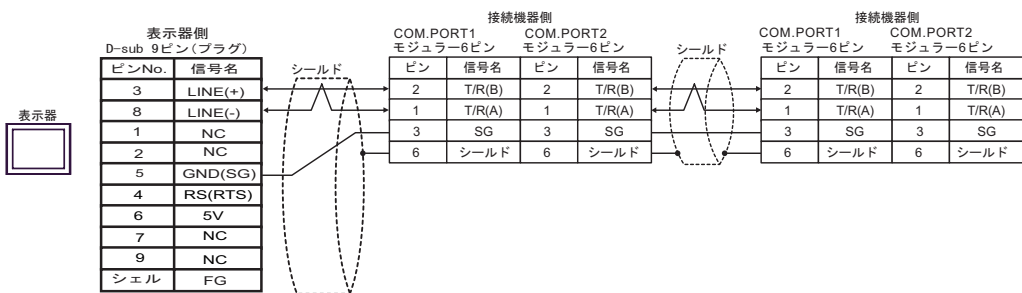 表示器
表示器側
D-sub 9ピン(プラグ)
ピンNo. 信号名
3 LINE(+)
8 LINE(-)
1 NC
2 NC
5 GND(SG)
4 RS(RTS)
6 5V
7 NC
9 NC
シェル FG
シールド
接続機器側
COM.PORT1 COM.PORT2
モジュラー6ピン モジュラー6ピン
ピン 信号名 ピン 信号名
2 T/R(B) 2 T/R(B)
1 T/R(A) 1 T/R(A)
3 SG 3 SG
6 シールド 6 シールド
シールド
接続機器側
COM.PORT1 COM.PORT2
モジュラー6ピン モジュラー6ピン
ピン 信号名 ピン 信号名
2 T/R(B) 2 T/R(B)
1 T/R(A) 1 T/R(A)
3 SG 3 SG
6 シールド 6 シールド